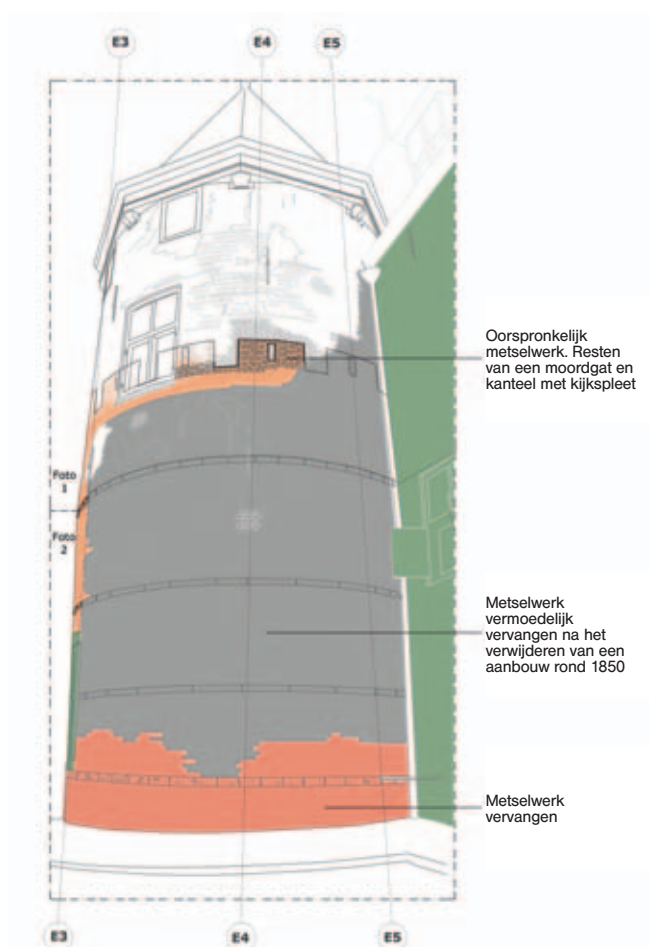 E3 E4 E5
Oorspronkelijk
metselwerk. Resten
van een moordgat en
kanteel met kijkspleet
Foto
1
Foto
2
Metselwerk
vermoedelijk
vervangen na het
verwijderen van een
aanbouw rond 1850
Metselwerk
vervangen
E3 E4 E5